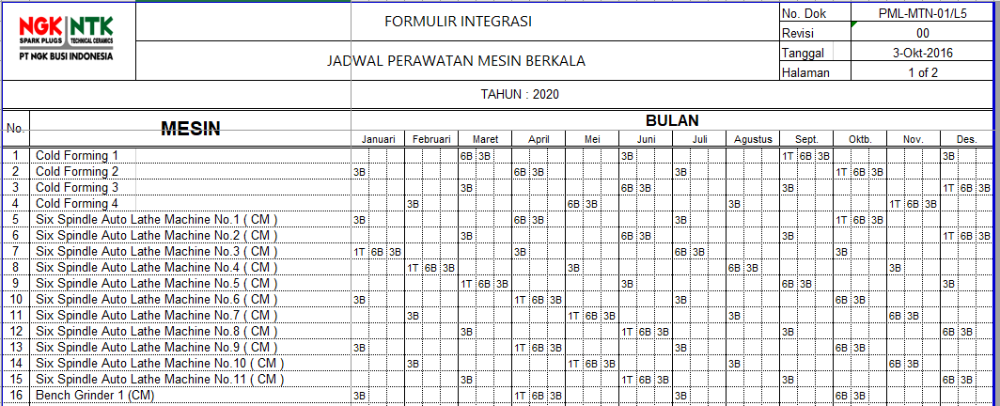 NGK NTK
SPARK PLUGS TECHNICAL CERAMICS
PT NGK BUSI INDONESIA
FORMULIR INTEGRASI
JADWAL PERAWATAN MESIN BERKALA
No. Dok PML-MTN-01/L5
Revisi 00
Tanggal 3-Okt-2016
Halaman 1 of 2
TAHUN : 2020
No. MESIN BULAN
Januari Februari Maret April Mei Juni Juli Agustus Sept. Oktb. Nov. Des.
1 Cold Forming 1 6B 3B 3B 1T 6B 3B 3B
2 Cold Forming 2 3B 6B 3B 3B 1T 6B 3B
3 Cold Forming 3 3B 6B 3B 3B 1T 6B 3B
4 Cold Forming 4 3B 6B 3B 3B 1T 6B 3B
5 Six Spindle Auto Lathe Machine No.1 ( CM ) 3B 6B 3B 3B 1T 6B 3B
6 Six Spindle Auto Lathe Machine No.2 ( CM ) 3B 6B 3B 3B 1T 6B 3B
7 Six Spindle Auto Lathe Machine No.3 ( CM ) 1T 6B 3B 3B 6B 3B 3B
8 Six Spindle Auto Lathe Machine No.4 ( CM ) 1T 6B 3B 3B 6B 3B 3B
9 Six Spindle Auto Lathe Machine No.5 ( CM ) 1T 6B 3B 3B 6B 3B 3B
10 Six Spindle Auto Lathe Machine No.6 ( CM ) 3B 1T 6B 3B 3B 6B 3B
11 Six Spindle Auto Lathe Machine No.7 ( CM ) 3B 1T 6B 3B 3B 6B 3B
12 Six Spindle Auto Lathe Machine No.8 ( CM ) 3B 1T 6B 3B 3B 6B 3B
13 Six Spindle Auto Lathe Machine No.9 ( CM ) 3B 1T 6B 3B 3B 6B 3B
14 Six Spindle Auto Lathe Machine No.10 ( CM ) 3B 1T 6B 3B 3B 6B 3B
15 Six Spindle Auto Lathe Machine No.11 ( CM ) 3B 1T 6B 3B 3B 6B 3B
16 Bench Grinder 1 (CM) 3B 1T 6B 3B 3B 6B 3B